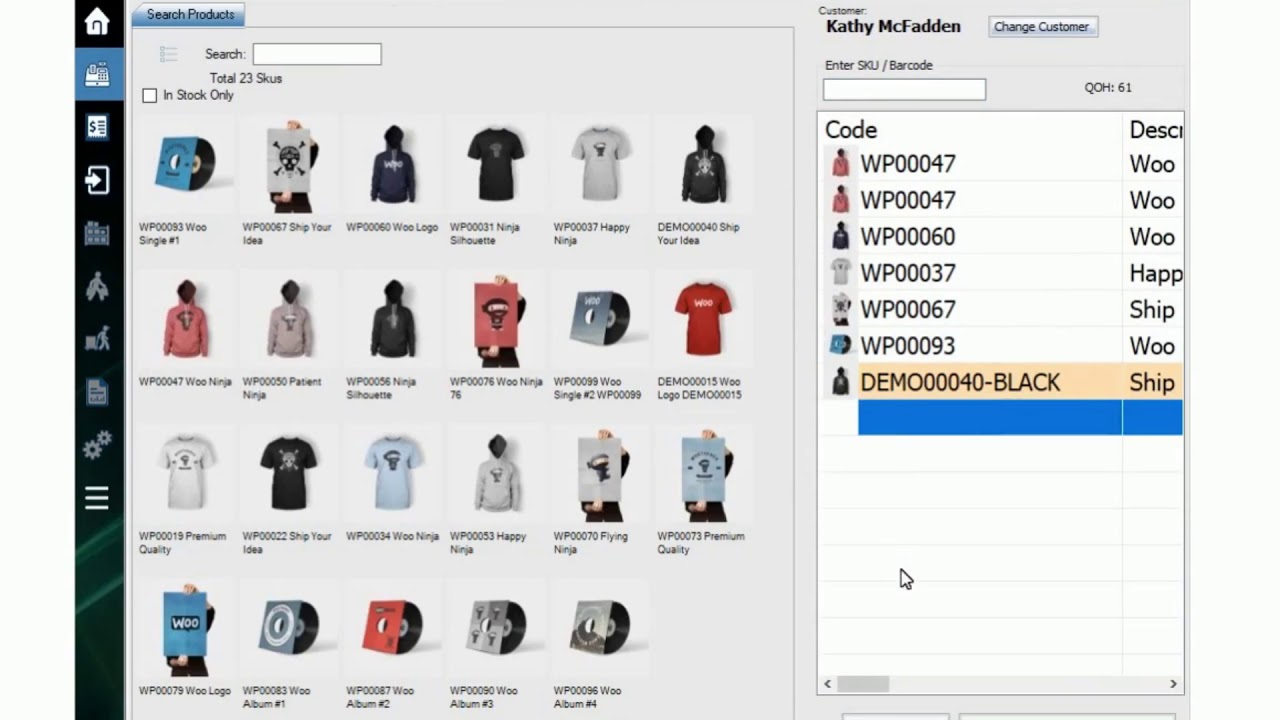 Search Products
Search:
Total 23 Skus
In Stock Only
WP00093 Woo
Single #1
WP00067 Ship Your
Idea
WP00060 Woo Logo
WP00031 Ninja
Silhouette
WP00037 Happy
Ninja
DEMO00040 Ship
Your Idea
WP00047 Woo Ninja
WP00050 Patient
Ninja
WP00056 Ninja
Silhouette
WP00076 Woo Ninja
76
WP00099 Woo
Single #2 WP00099
DEMO00015 Woo
Logo DEMO00015
WP00019 Premium
Quality
WP00022 Ship Your
Idea
WP00034 Woo Ninja
WP00053 Happy
Ninja
WP00070 Flying
Ninja
WP00073 Premium
Quality
WOO
WP00079 Woo Logo
WP00083 Woo
Album #1
WP00087 Woo
Album #2
WP00090 Woo
Album #3
WP00096 Woo
Album #4
Customer:
Kathy McFadden
Change Customer
Enter SKU / Barcode
QOH: 61
Code Descr
WP00047 Woo
WP00047 Woo
WP00060 Woo
WP00037 Happ
WP00067 Ship
WP00093 Woo
DEMO00040-BLACK Ship